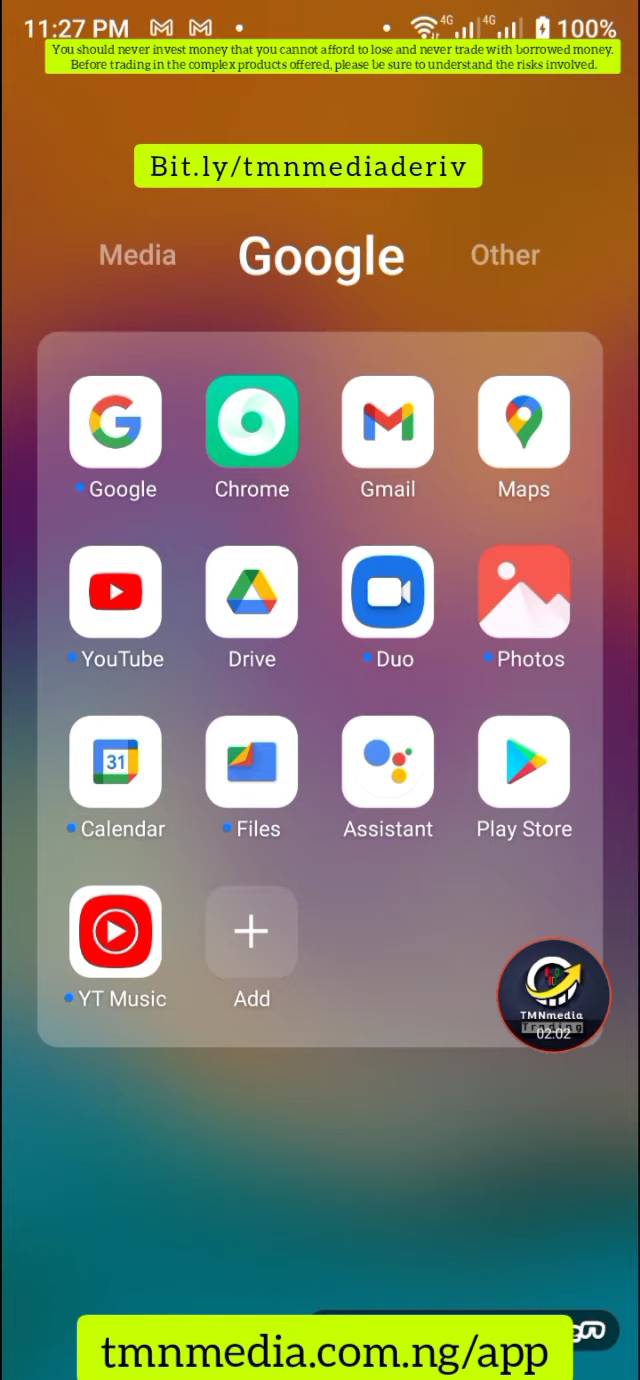 11:27 PM
4G 4G 100%
You should never invest money that you cannot afford to lose and never trade with borrowed money.
Before trading in the complex products offered, please be sure to understand the risks involved.
Bit.ly/tmnmediaderiv
Media Google Other
Google Chrome Gmail Maps
YouTube Drive Duo Photos
31
Calendar Files Assistant Play Store
YT Music Add
TMNmedia
Trading
02:02
tmnmedia.com.ng/app